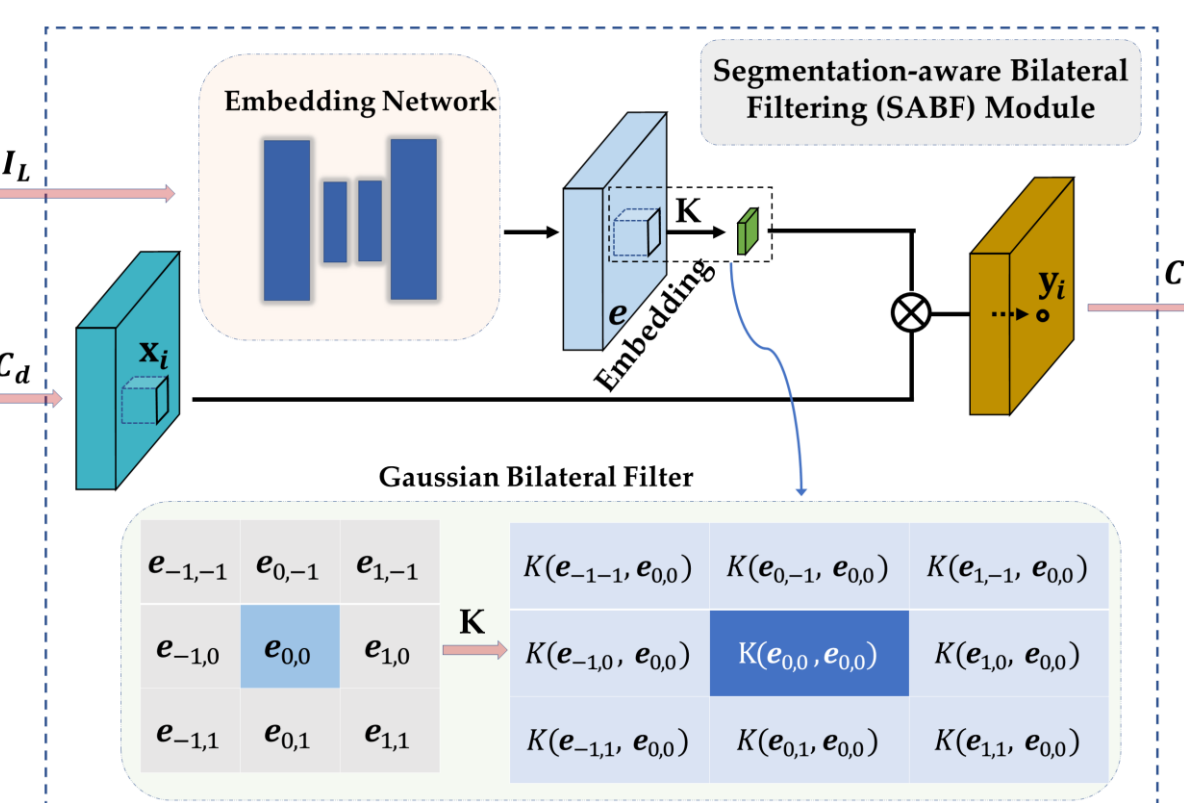 Segmentation-aware Bilateral
Filtering (SABF) Module
Embedding Network
I_L
K
e
Embedding
y_i
C
x_i
C_d
Gaussian Bilateral Filter
e_{−1,−1} e_{0,−1} e_{1,−1}
e_{−1,0} e_{0,0} e_{1,0}
e_{−1,1} e_{0,1} e_{1,1}
K
K(e_{−1−1}, e_{0,0}) K(e_{0,−1}, e_{0,0}) K(e_{1,−1}, e_{0,0})
K(e_{−1,0}, e_{0,0}) K(e_{0,0},e_{0,0}) K(e_{1,0}, e_{0,0})
K(e_{−1,1}, e_{0,0}) K(e_{0,1}, e_{0,0}) K(e_{1,1}, e_{0,0})